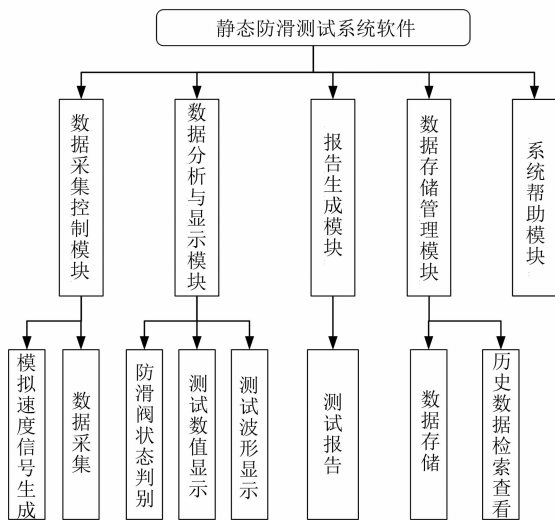 静态防滑测试系统软件
数据采集控制模块
数据分析与显示模块
报告生成模块
数据存储管理模块
系统帮助模块
模拟速度信号生成
数据采集
防滑阀状态判别
测试数值显示
测试波形显示
测试报告
数据存储
历史数据检索查看